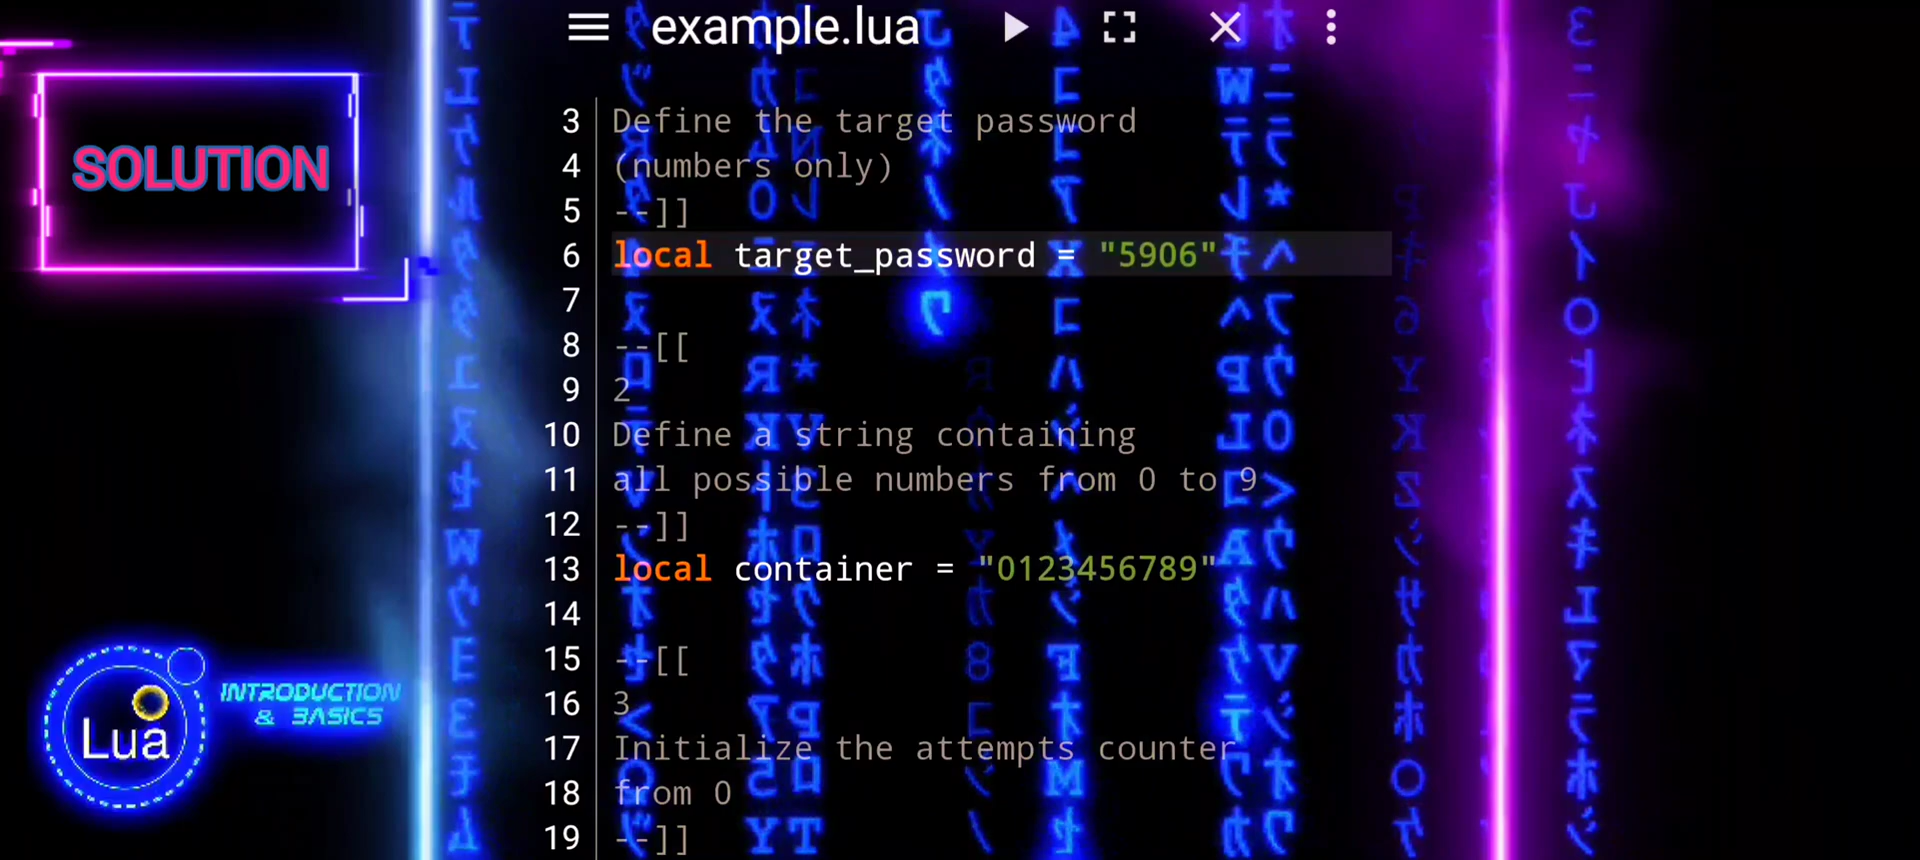 example.lua
SOLUTION
3 Define the target password
4 (numbers only)
5 --]]
6 local target_password = "5906"
7
8 --[[
9 2
10 Define a string containing
11 all possible numbers from 0 to 9
12 --]]
13 local container = "0123456789"
14
15 --[[
16 3
17 Initialize the attempts counter
18 from 0
19 --]]
Lua
INTRODUCTION
& BASICS